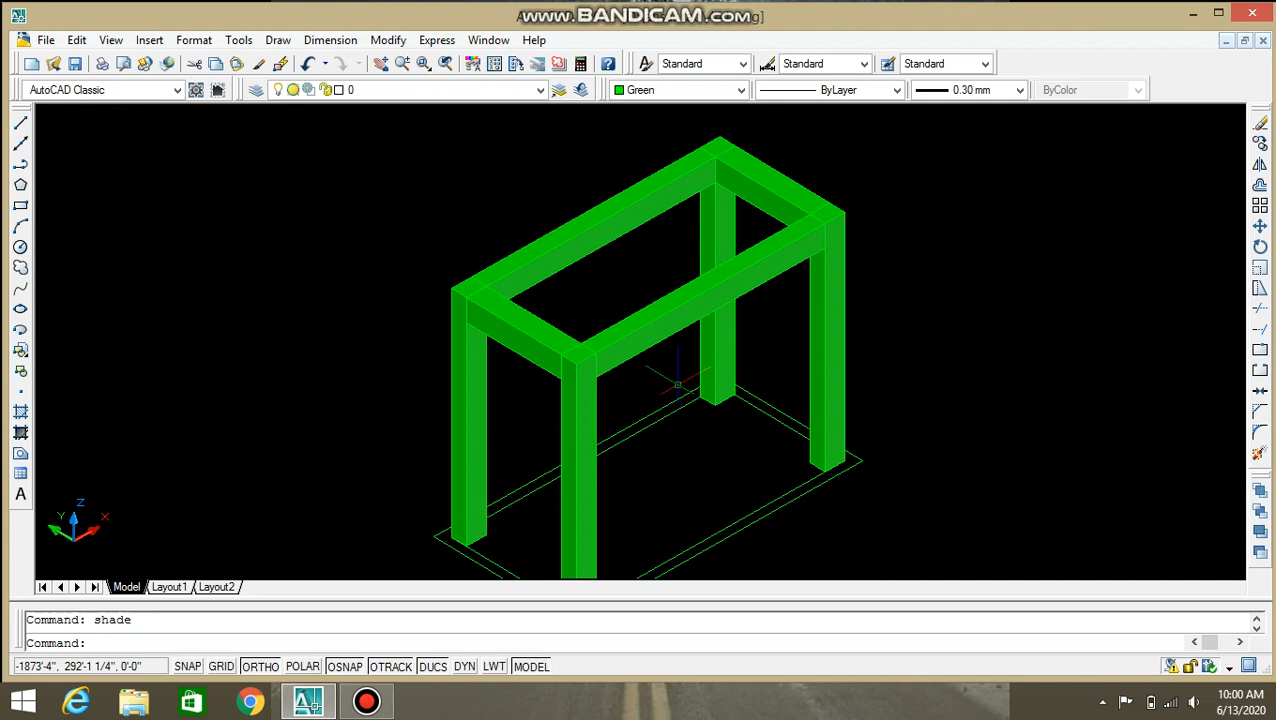 A www.BANDICAM.com g]
File Edit View Insert Format Tools Draw Dimension Modify Express Window Help
Standard Standard Standard
AutoCAD Classic 0 Green ByLayer 0.30 mm ByColor
Z
Y X
Model Layout1 Layout2
Command: shade
Command:
-1873'-4", 292'-1 1/4", 0'-0" SNAP GRID ORTHO POLAR OSNAP OTRACK DUCS DYN LWT MODEL
10:00 AM
6/13/2020